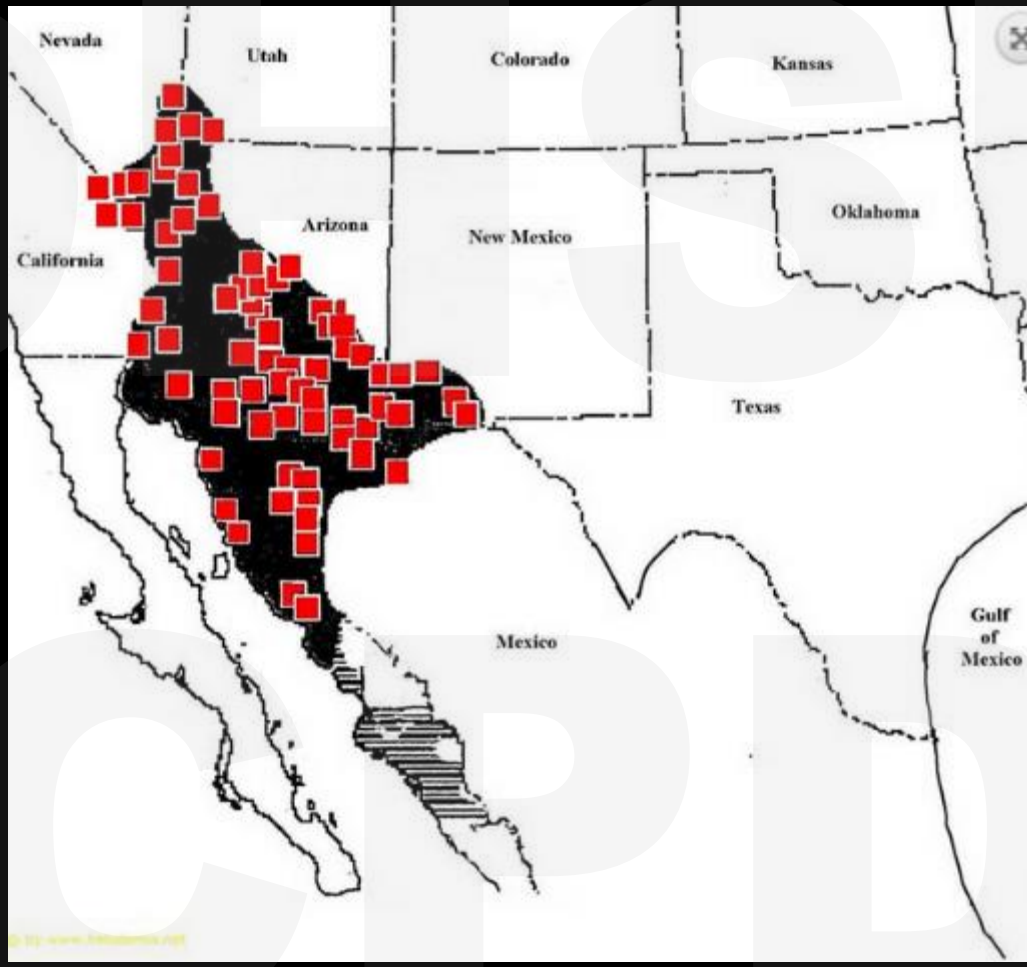 Nevada
Utah
Colorado
Kansas
Arizona
New Mexico
Oklahoma
California
Texas
Mexico
Gulf
of
Mexico